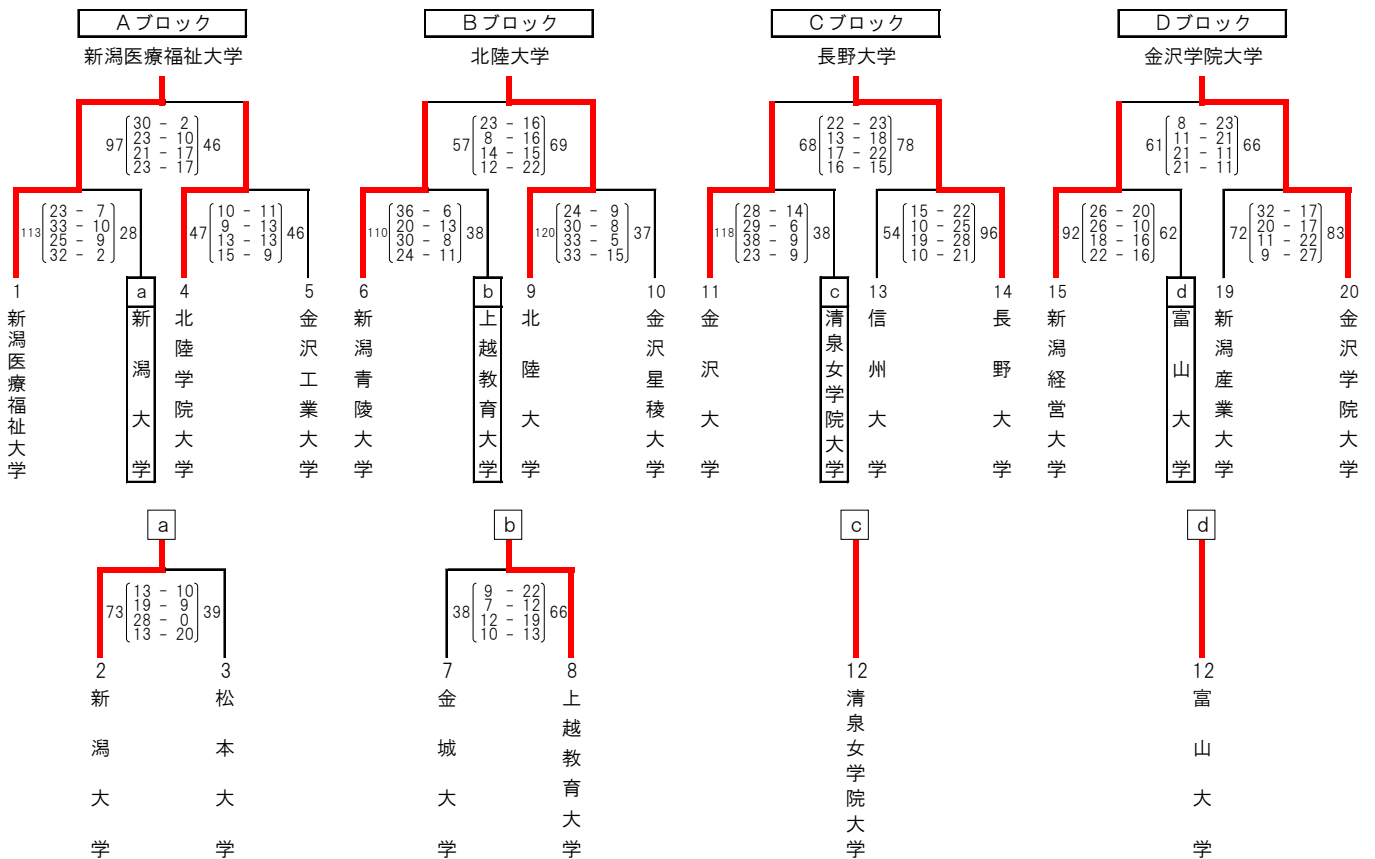 Aブロック
新潟医療福祉大学
97 30 - 2 46
23 - 10
21 - 17
23 - 17
113 23 - 7 28
33 - 10
25 - 9
32 - 2
47 10 - 11 46
9 - 13
13 - 13
15 - 9
1 新潟医療福祉大学
a 新潟大学
4 北陸学院大学
5 金沢工業大学
Bブロック
北陸大学
57 23 - 16 69
8 - 16
14 - 15
12 - 22
110 36 - 6 38
20 - 13
30 - 8
24 - 11
120 24 - 9 37
30 - 8
33 - 5
33 - 15
6 新潟青陵大学
b 上越教育大学
9 北陸大学
10 金沢星稜大学
Cブロック
長野大学
68 22 - 23 78
13 - 18
17 - 22
16 - 15
118 28 - 14 38
29 - 6
38 - 9
23 - 9
54 15 - 22 96
10 - 25
19 - 28
10 - 21
11 金沢大学
c 清泉女学院大学
13 信州大学
14 長野大学
Dブロック
金沢学院大学
61 8 - 23 66
11 - 21
21 - 11
21 - 11
92 26 - 20 62
26 - 10
18 - 16
22 - 16
72 32 - 17 83
20 - 17
11 - 22
9 - 27
15 新潟経営大学
d 富山大学
19 新潟産業大学
20 金沢学院大学
a
73 13 - 10 39
19 - 9
28 - 0
13 - 20
2 新潟大学
3 松本大学
b
38 9 - 22 66
7 - 12
12 - 19
10 - 13
7 金城大学
8 上越教育大学
c
12 清泉女学院大学
d
12 富山大学